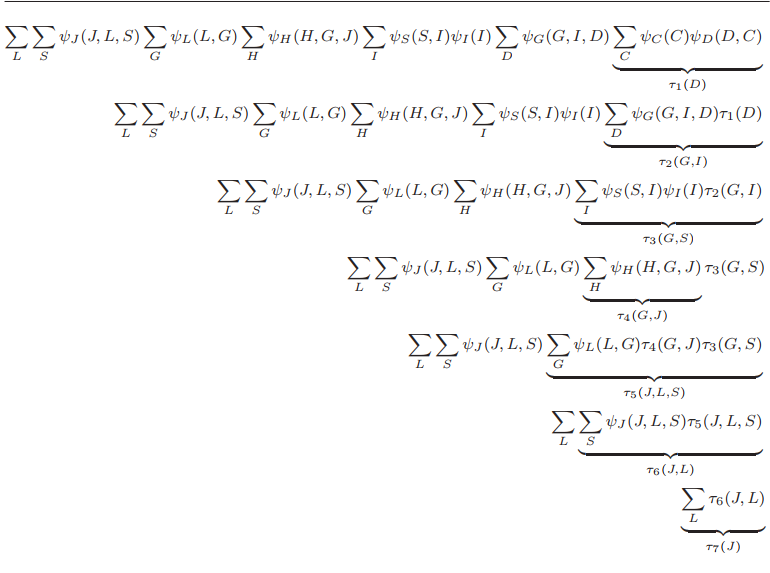 ∑_L ∑_S ψ_J(J, L, S) ∑_G ψ_L(L, G) ∑_H ψ_H(H, G, J) ∑_I ψ_S(S, I)ψ_I(I) ∑_D ψ_G(G, I, D) ∑_C ψ_C(C)ψ_D(D, C)
τ_1(D)
∑_L ∑_S ψ_J(J, L, S) ∑_G ψ_L(L, G) ∑_H ψ_H(H, G, J) ∑_I ψ_S(S, I)ψ_I(I) ∑_D ψ_G(G, I, D)τ_1(D)
τ_2(G,I)
∑_L ∑_S ψ_J(J, L, S) ∑_G ψ_L(L, G) ∑_H ψ_H(H, G, J) ∑_I ψ_S(S, I)ψ_I(I)τ_2(G, I)
τ_3(G,S)
∑_L ∑_S ψ_J(J, L, S) ∑_G ψ_L(L, G) ∑_H ψ_H(H, G, J) τ_3(G, S)
τ_4(G,J)
∑_L ∑_S ψ_J(J, L, S) ∑_G ψ_L(L, G)τ_4(G, J)τ_3(G, S)
τ_5(J,L,S)
∑_L ∑_S ψ_J(J, L, S)τ_5(J, L, S)
τ_6(J,L)
∑_L τ_6(J, L)
τ_7(J)